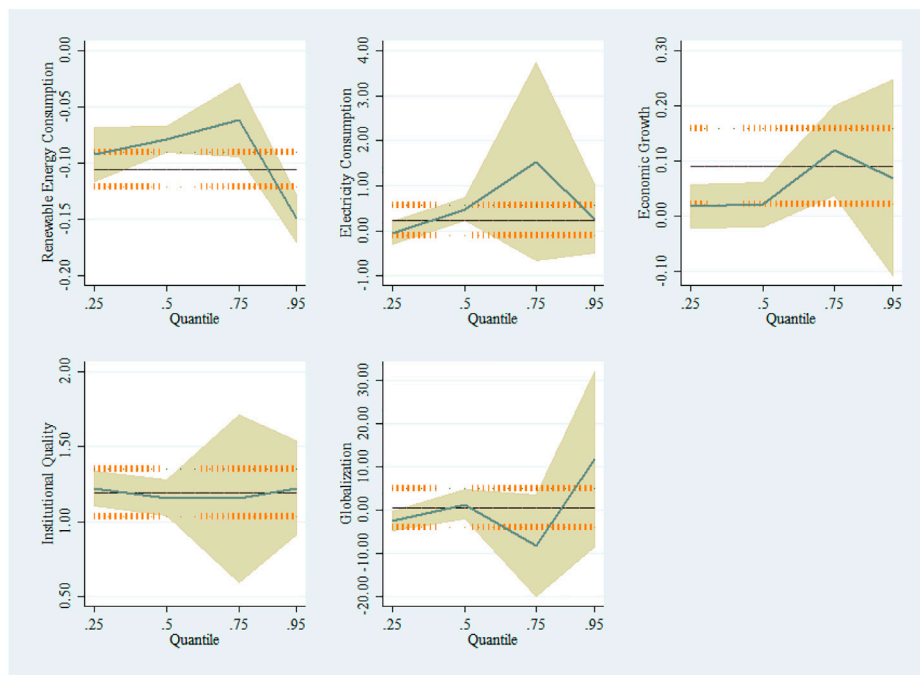 Renewable Energy Consumption
0.00
-0.05
-0.10
-0.15
-0.20
.25 .5 .75 .95
Quantile
Electricity Consumption
4.00
3.00
2.00
1.00
0.00
-1.00
.25 .5 .75 .95
Quantile
Economic Growth
0.30
0.20
0.10
0.00
-0.10
.25 .5 .75 .95
Quantile
Institutional Quality
2.00
1.50
1.00
0.50
.25 .5 .75 .95
Quantile
Globalization
30.00
20.00
10.00
0.00
-10.00
-20.00
.25 .5 .75 .95
Quantile